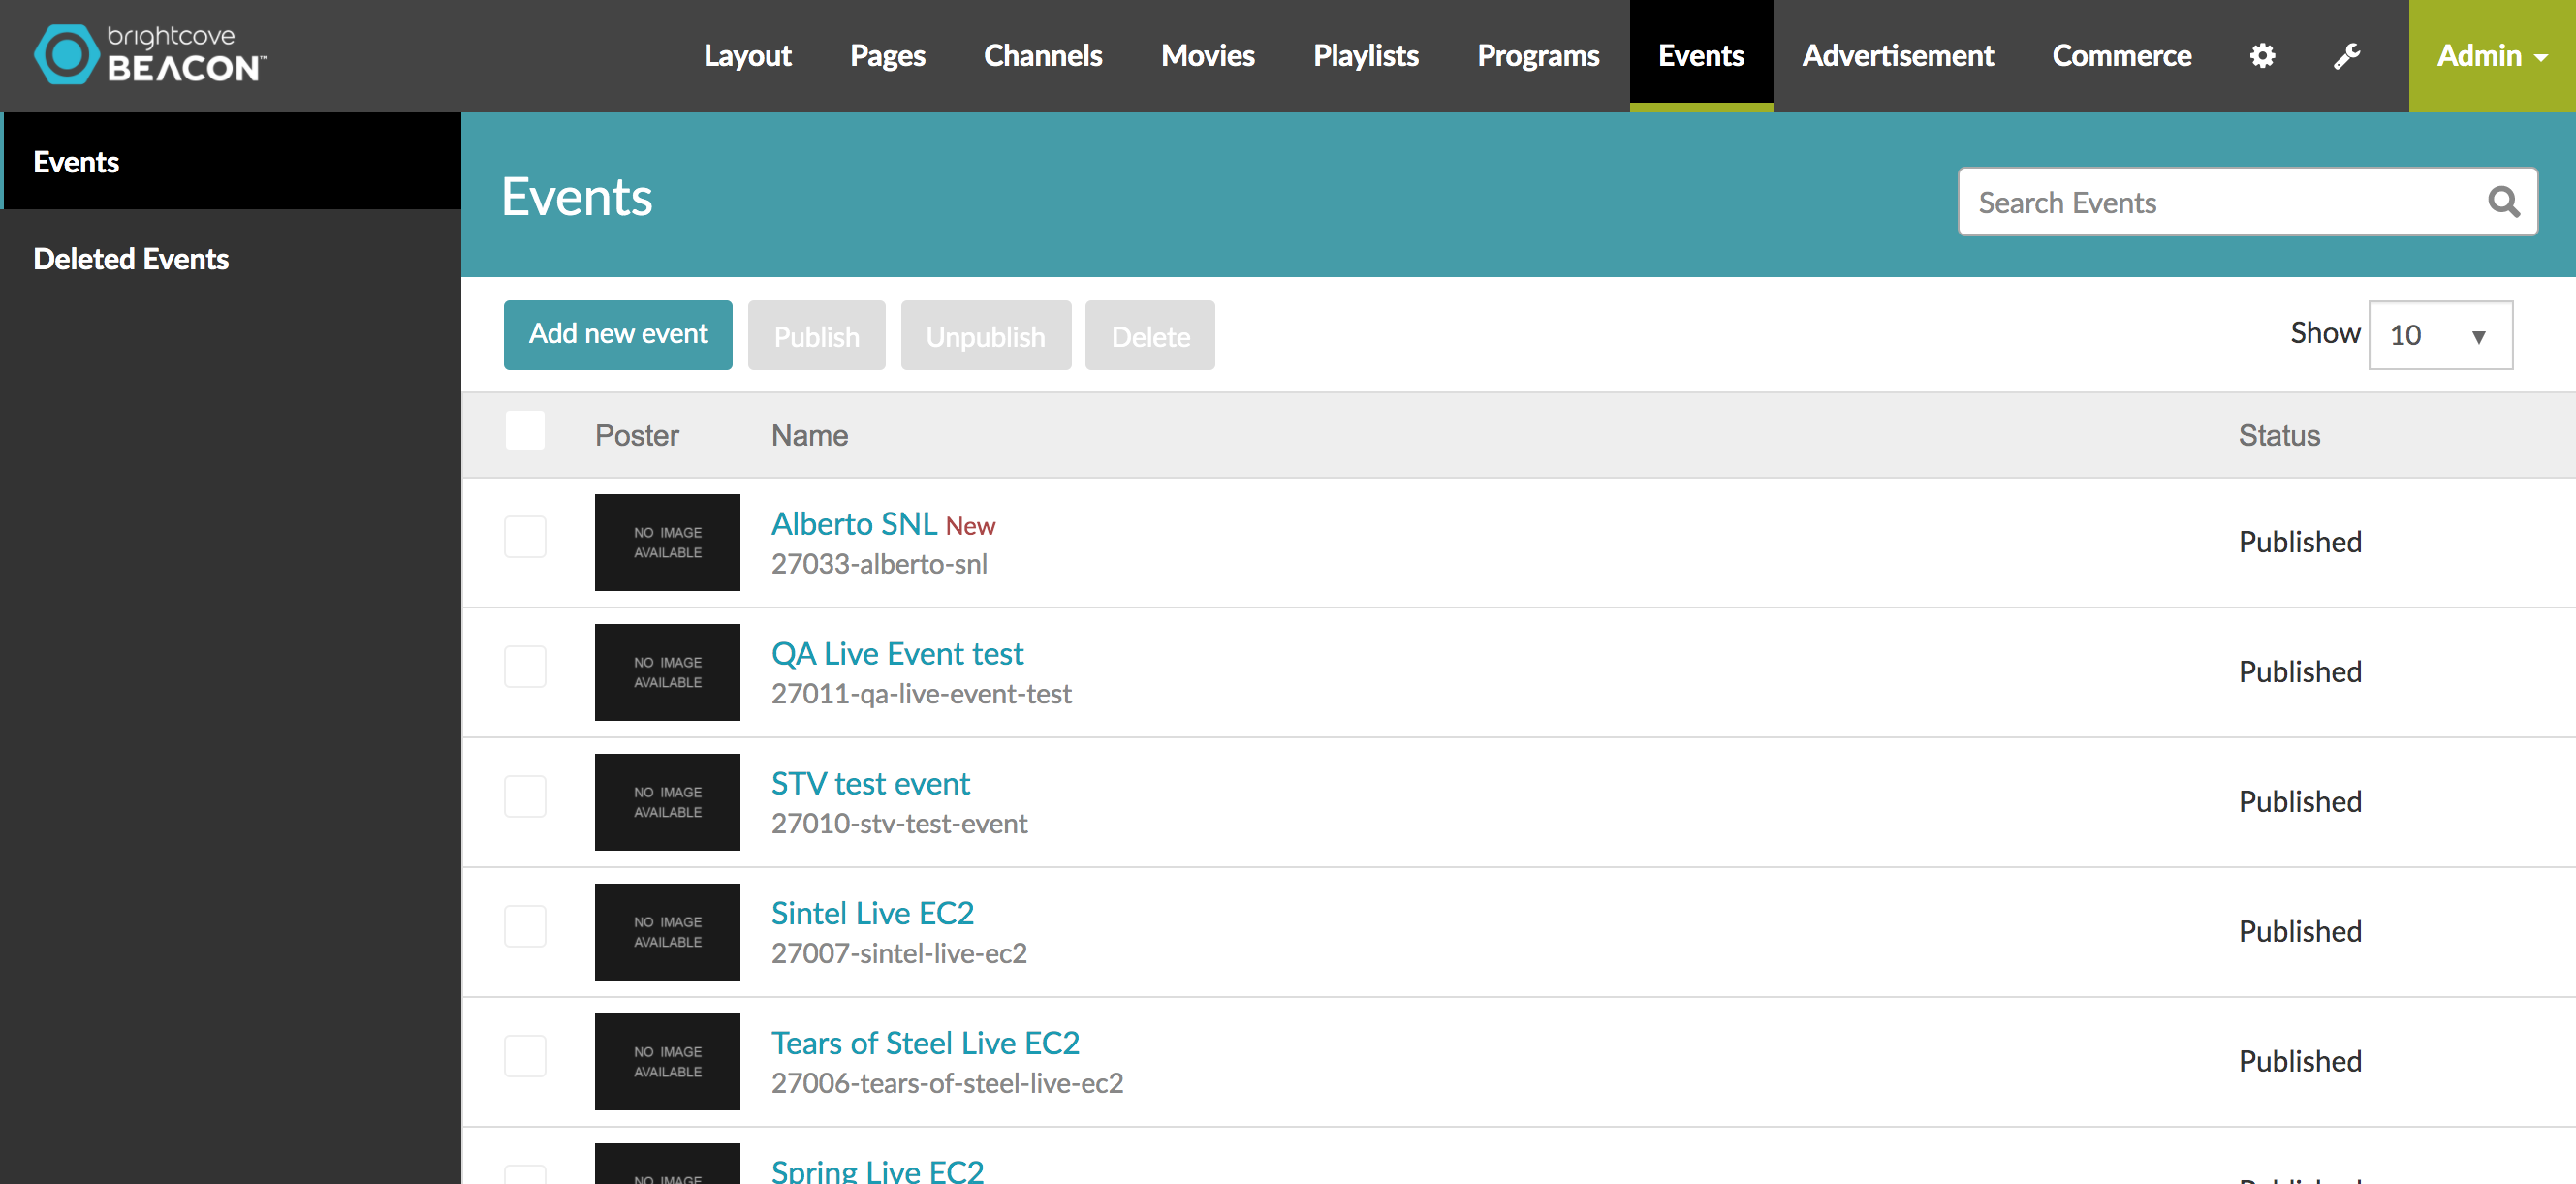 brightcove
BEACON™
Layout Pages Channels Movies Playlists Programs Events Advertisement Commerce Admin
Events
Deleted Events
Events
Search Events
Add new event Publish Unpublish Delete Show 10
Poster Name Status
NO IMAGE
AVAILABLE
Alberto SNL New
27033-alberto-snl
Published
NO IMAGE
AVAILABLE
QA Live Event test
27011-qa-live-event-test
Published
NO IMAGE
AVAILABLE
STV test event
27010-stv-test-event
Published
NO IMAGE
AVAILABLE
Sintel Live EC2
27007-sintel-live-ec2
Published
NO IMAGE
AVAILABLE
Tears of Steel Live EC2
27006-tears-of-steel-live-ec2
Published
NO IMAGE
Spring Live EC2